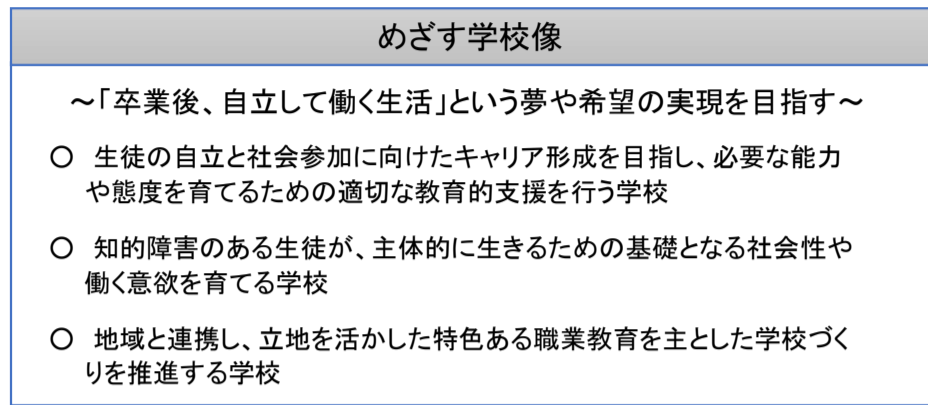 めざす学校像
～「卒業後、自立して働く生活」という夢や希望の実現を目指す～
○ 生徒の自立と社会参加に向けたキャリア形成を目指し、必要な能力
や態度を育てるための適切な教育的支援を行う学校
○ 知的障害のある生徒が、主体的に生きるための基礎となる社会性や
働く意欲を育てる学校
○ 地域と連携し、立地を活かした特色ある職業教育を主とした学校づく
りを推進する学校